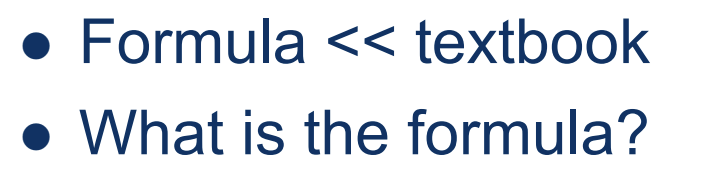 ● Formula << textbook
● What is the formula?